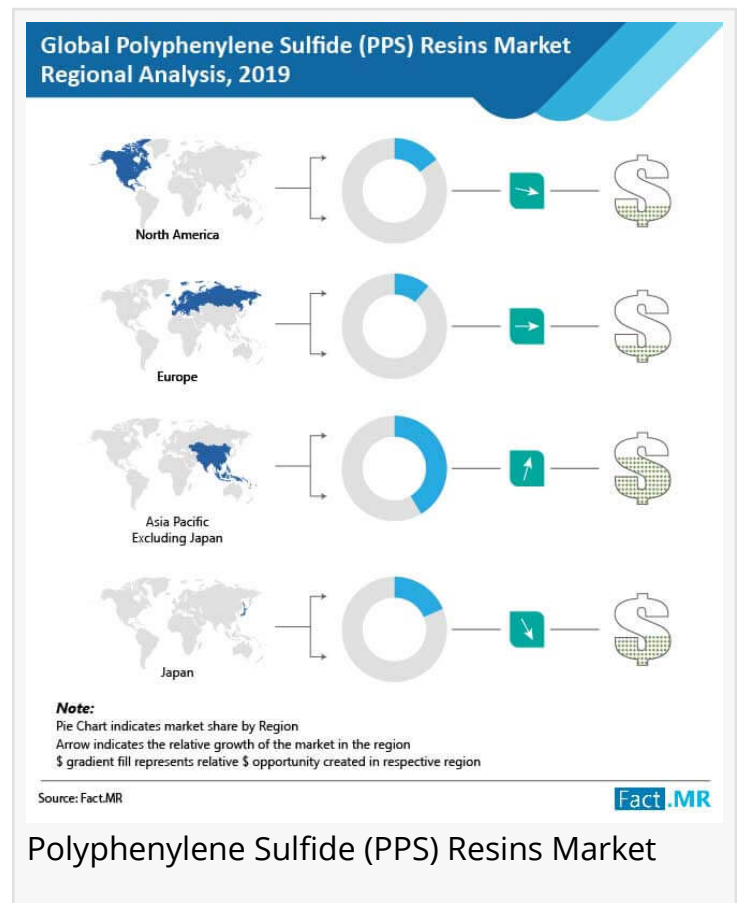 Global Polyphenylene Sulfide (PPS) Resins Market
Regional Analysis, 2019
North America
$
Europe
$
Asia Pacific
Excluding Japan
$
Japan
$
Note:
Pie Chart indicates market share by Region
Arrow indicates the relative growth of the market in the region
$ gradient fill represents relative $ opportunity created in respective region
Source: Fact.MR
Fact.MR
Polyphenylene Sulfide (PPS) Resins Market